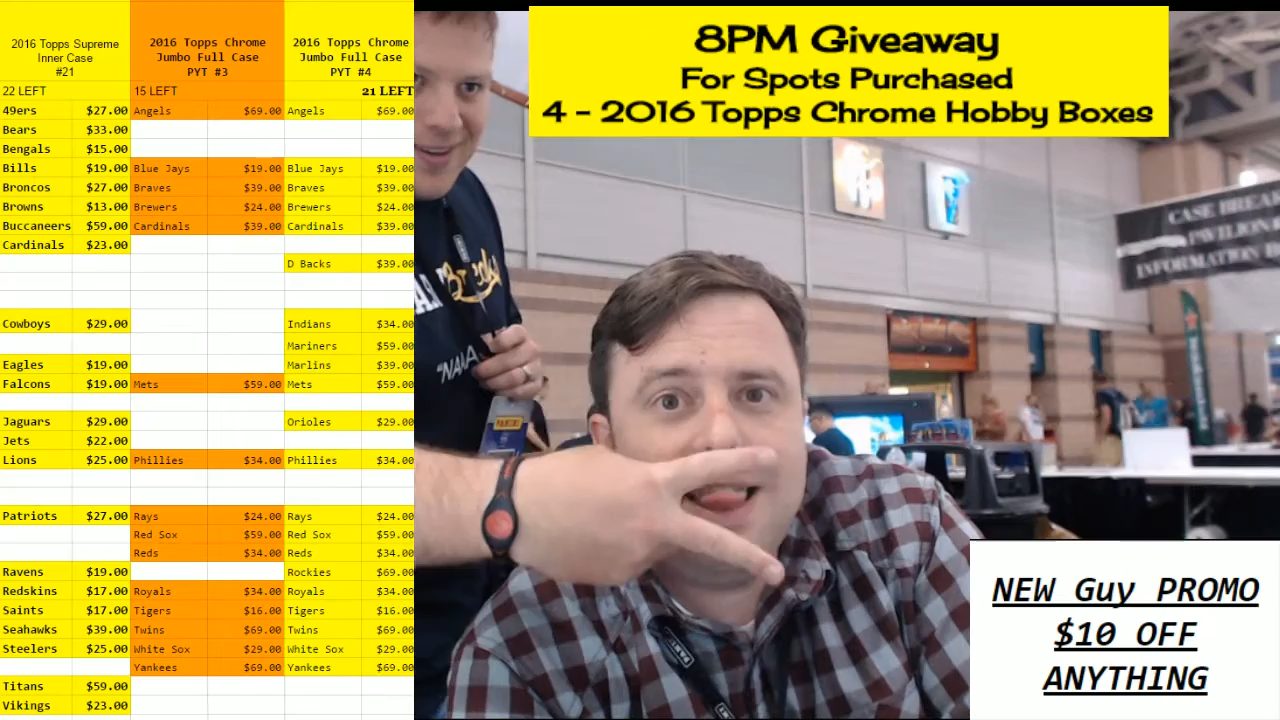 2016 Topps Supreme
Inner Case
#21
2016 Topps Chrome
Jumbo Full Case
PYT #3
2016 Topps Chrome
Jumbo Full Case
PYT #4
22 LEFT 15 LEFT 21 LEFT
49ers $27.00 Angels $69.00 Angels $69.00
Bears $33.00
Bengals $15.00
Bills $19.00 Blue Jays $19.00 Blue Jays $19.00
Broncos $27.00 Braves $39.00 Braves $39.00
Browns $13.00 Brewers $24.00 Brewers $24.00
Buccaneers $59.00 Cardinals $39.00 Cardinals $39.00
Cardinals $23.00
D Backs $39.00
Cowboys $29.00 Indians $34.00
Mariners $59.00
Eagles $19.00 Marlins $39.00
Falcons $19.00 Mets $59.00 Mets $59.00
Jaguars $29.00 Orioles $29.00
Jets $22.00
Lions $25.00 Phillies $34.00 Phillies $34.00
Patriots $27.00 Rays $24.00 Rays $24.00
Red Sox $59.00 Red Sox $59.00
Reds $34.00 Reds $34.00
Ravens $19.00 Rockies $69.00
Redskins $17.00 Royals $34.00 Royals $34.00
Saints $17.00 Tigers $16.00 Tigers $16.00
Seahawks $39.00 Twins $69.00 Twins $69.00
Steelers $25.00 White Sox $29.00 White Sox $29.00
Yankees $69.00 Yankees $69.00
Titans $59.00
Vikings $23.00
8PM Giveaway
For Spots Purchased
4 - 2016 Topps Chrome Hobby Boxes
CASE BREAK
PAVILION
INFORMATION
Breaks
"NANA
PANINI
NEW Guy PROMO
$10 OFF
ANYTHING